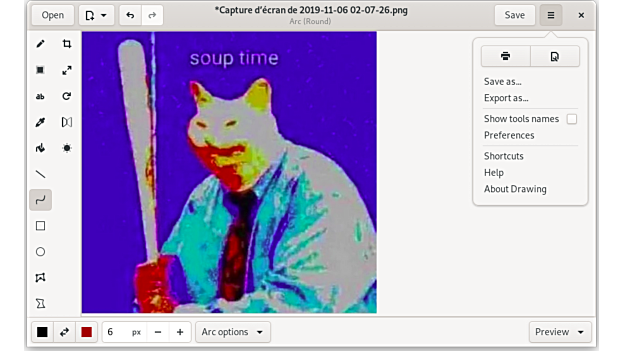 Open
*Capture d'écran de 2019-11-06 02-07-26.png
Arc (Round)
Save
soup time
ab
Save as...
Export as...
Show tools names
Preferences
Shortcuts
Help
About Drawing
6 px − +
Arc options
Preview